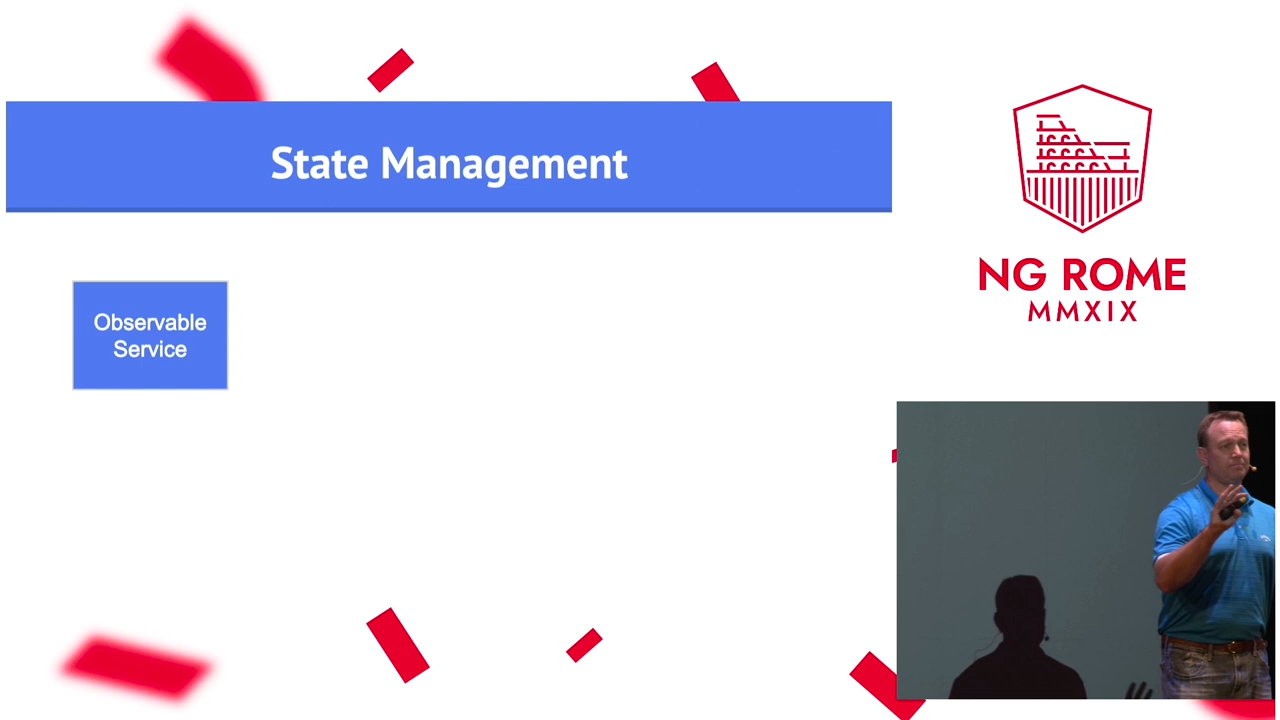 State Management
Observable
Service
NG ROME
MMXIX